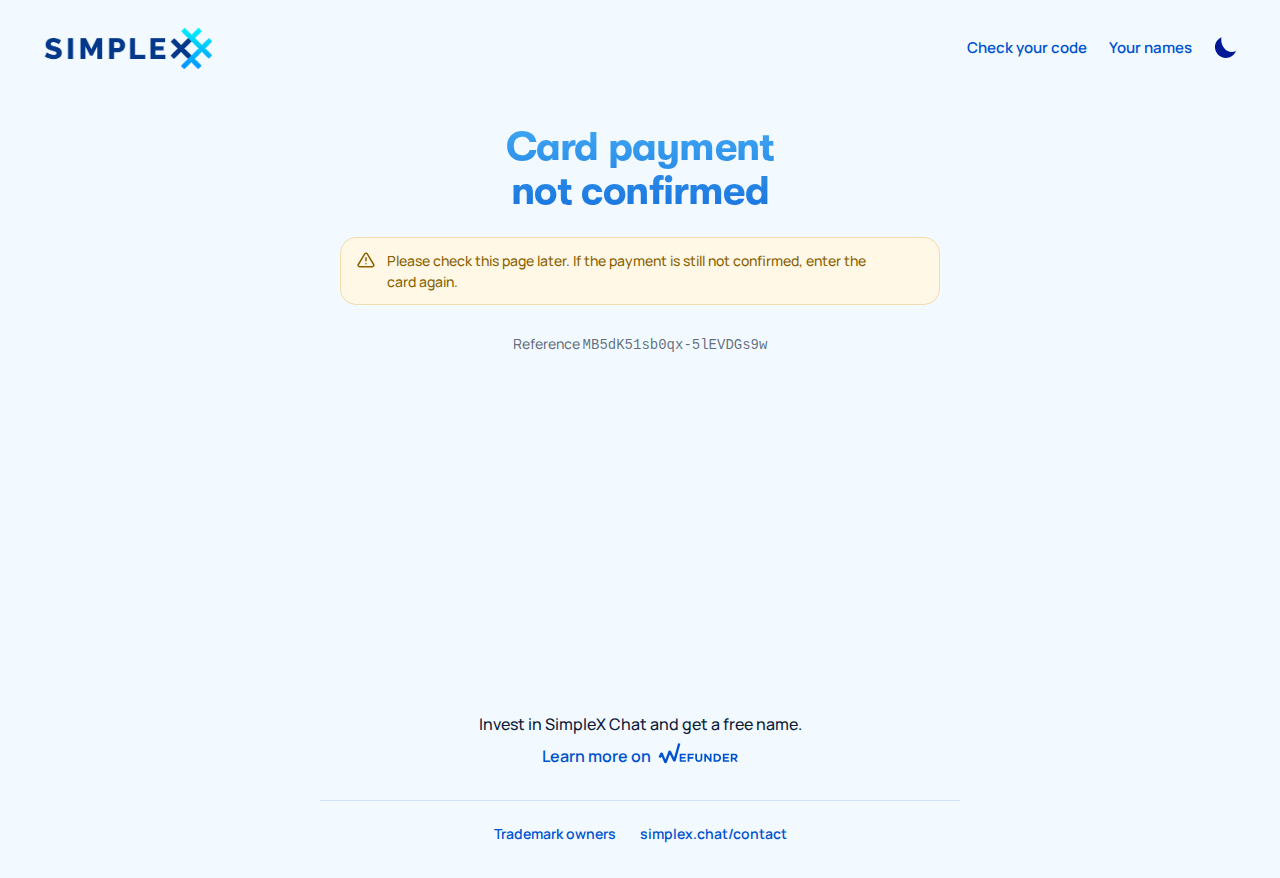 SIMPLEX
Check your code
Your names
Card payment
not confirmed
Please check this page later. If the payment is still not confirmed, enter the
card again.
Reference MB5dK51sb0qx-5lEVDGs9w
Invest in SimpleX Chat and get a free name.
Learn more on WEFUNDER
Trademark owners
simplex.chat/contact